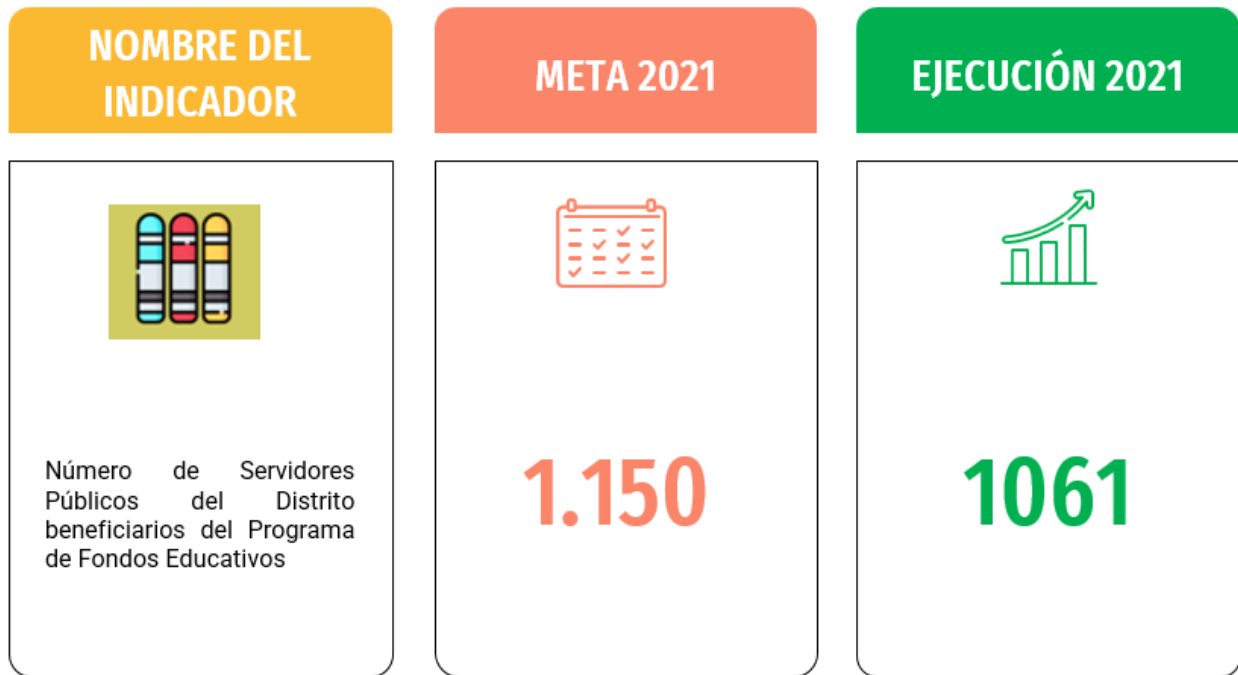 NOMBRE DEL
INDICADOR
META 2021
EJECUCIÓN 2021
Número de Servidores
Públicos del Distrito
beneficiarios del Programa
de Fondos Educativos
1.150
1061